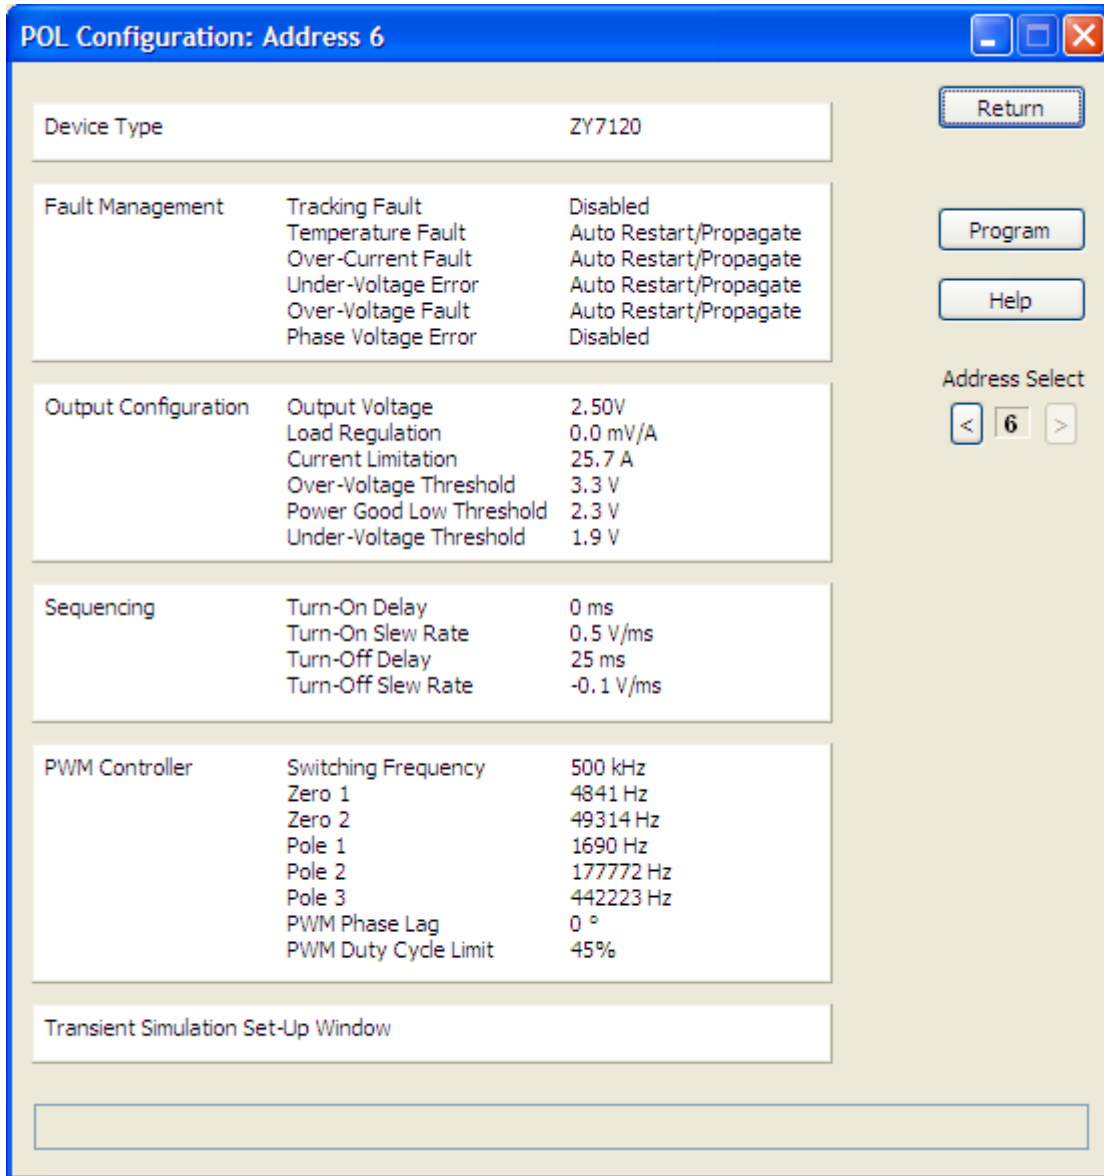 POL Configuration: Address 6
Return
Device Type ZY7120
Fault Management Tracking Fault Disabled
Temperature Fault Auto Restart/Propagate
Over-Current Fault Auto Restart/Propagate
Under-Voltage Error Auto Restart/Propagate
Over-Voltage Fault Auto Restart/Propagate
Phase Voltage Error Disabled
Program
Help
Address Select
< 6 >
Output Configuration Output Voltage 2.50V
Load Regulation 0.0 mV/A
Current Limitation 25.7 A
Over-Voltage Threshold 3.3 V
Power Good Low Threshold 2.3 V
Under-Voltage Threshold 1.9 V
Sequencing Turn-On Delay 0 ms
Turn-On Slew Rate 0.5 V/ms
Turn-Off Delay 25 ms
Turn-Off Slew Rate -0.1 V/ms
PWM Controller Switching Frequency 500 kHz
Zero 1 4841 Hz
Zero 2 49314 Hz
Pole 1 1690 Hz
Pole 2 177772 Hz
Pole 3 442223 Hz
PWM Phase Lag 0 °
PWM Duty Cycle Limit 45%
Transient Simulation Set-Up Window